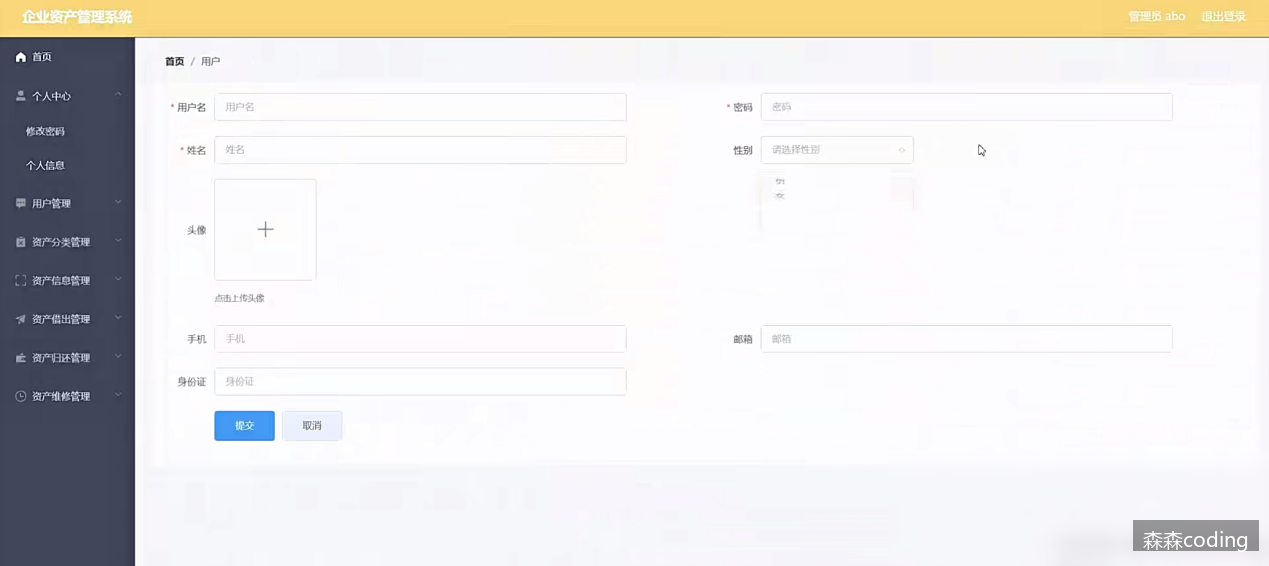 企业资产管理系统
管理员 abo 退出登录
首页
个人中心
修改密码
个人信息
用户管理
资产分类管理
资产信息管理
资产借出管理
资产归还管理
资产维修管理
首页 / 用户
* 用户名 用户名
* 密码 密码
* 姓名 姓名
性别 请选择性别
头像
点击上传头像
手机 手机
邮箱 邮箱
身份证 身份证
提交 取消
森森coding